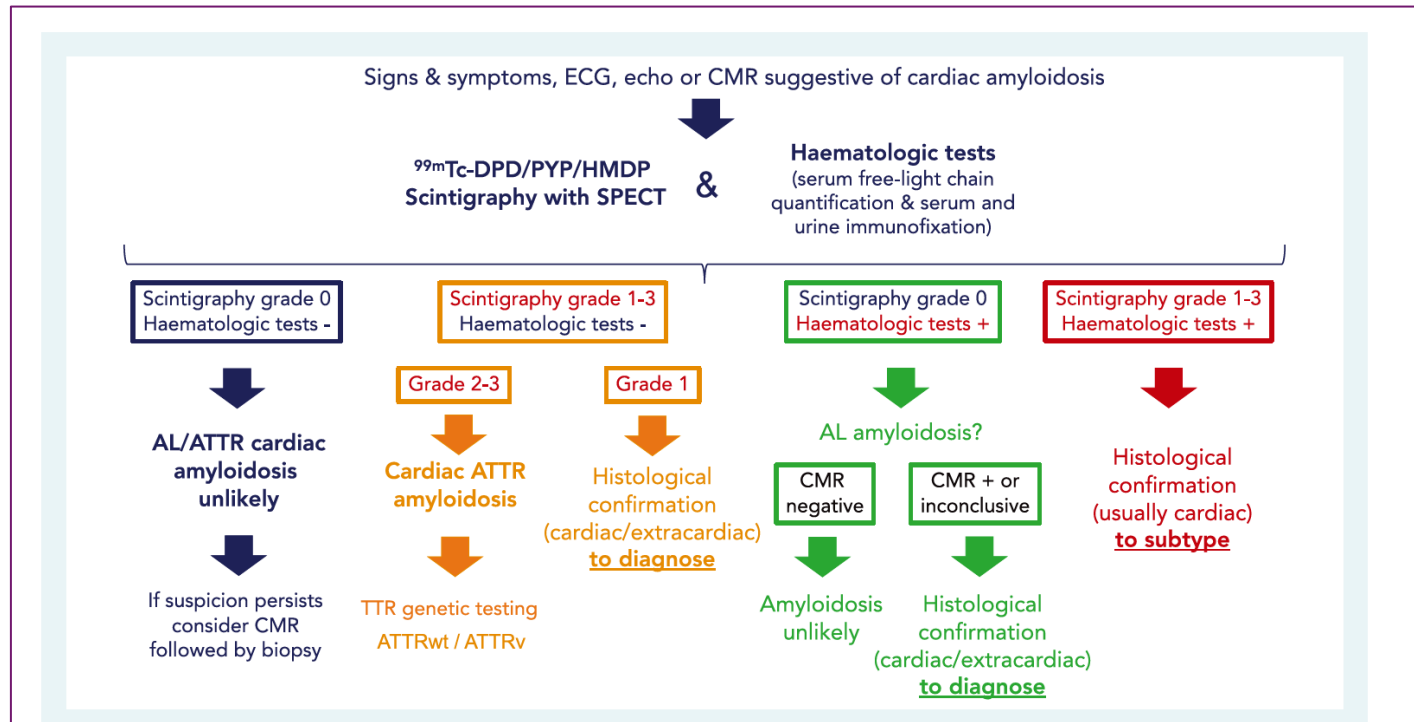 Signs & symptoms, ECG, echo or CMR suggestive of cardiac amyloidosis
99mTc-DPD/PYP/HMDP
Scintigraphy with SPECT
&
Haematologic tests
(serum free-light chain
quantification & serum and
urine immunofixation)
Scintigraphy grade 0
Haematologic tests -
Scintigraphy grade 1-3
Haematologic tests -
Scintigraphy grade 0
Haematologic tests +
Scintigraphy grade 1-3
Haematologic tests +
AL/ATTR cardiac
amyloidosis
unlikely
If suspicion persists
consider CMR
followed by biopsy
Grade 2-3
Cardiac ATTR
amyloidosis
TTR genetic testing
ATTRwt / ATTRv
Grade 1
Histological
confirmation
(cardiac/extracardiac)
to diagnose
AL amyloidosis?
CMR
negative
Amyloidosis
unlikely
CMR + or
inconclusive
Histological
confirmation
(cardiac/extracardiac)
to diagnose
Histological
confirmation
(usually cardiac)
to subtype